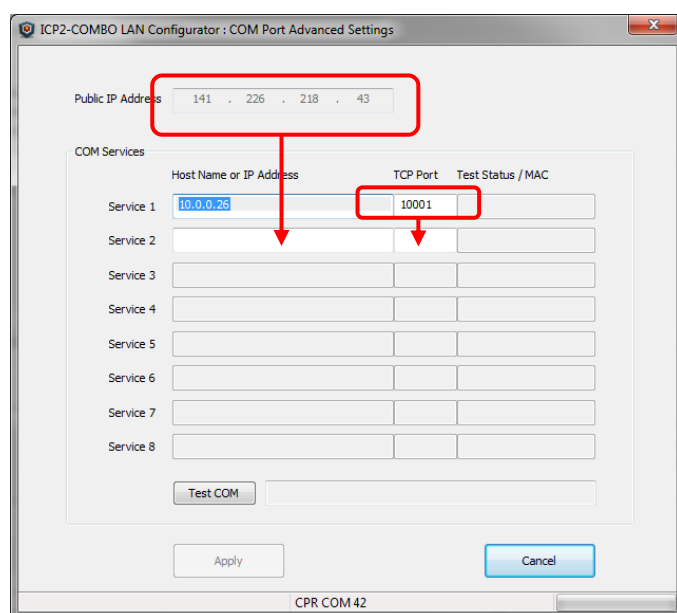 ICP2-COMBO LAN Configurator : COM Port Advanced Settings
Public IP Address 141 . 226 . 218 . 43
COM Services
Host Name or IP Address TCP Port Test Status / MAC
Service 1 10.0.0.26 10001
Service 2
Service 3
Service 4
Service 5
Service 6
Service 7
Service 8
Test COM
Apply Cancel
CPR COM 42